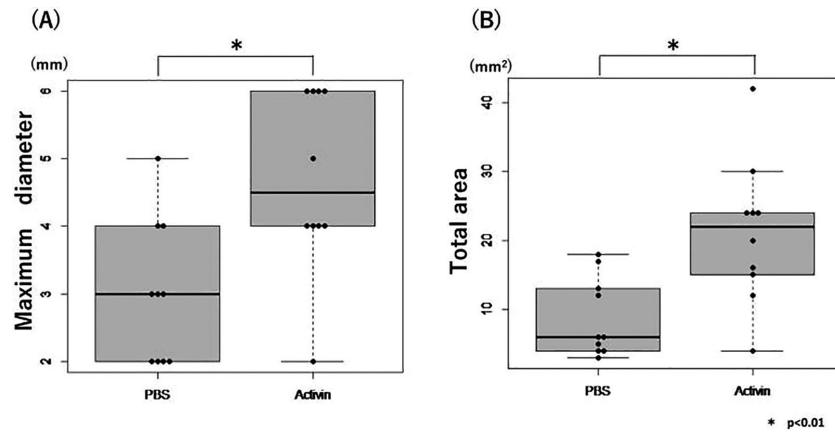 (A)
*
(mm)
Maximum diameter
6
5
4
3
2
PBS Activin
(B)
*
(mm²)
Total area
40
30
20
10
PBS Activin
* p<0.01